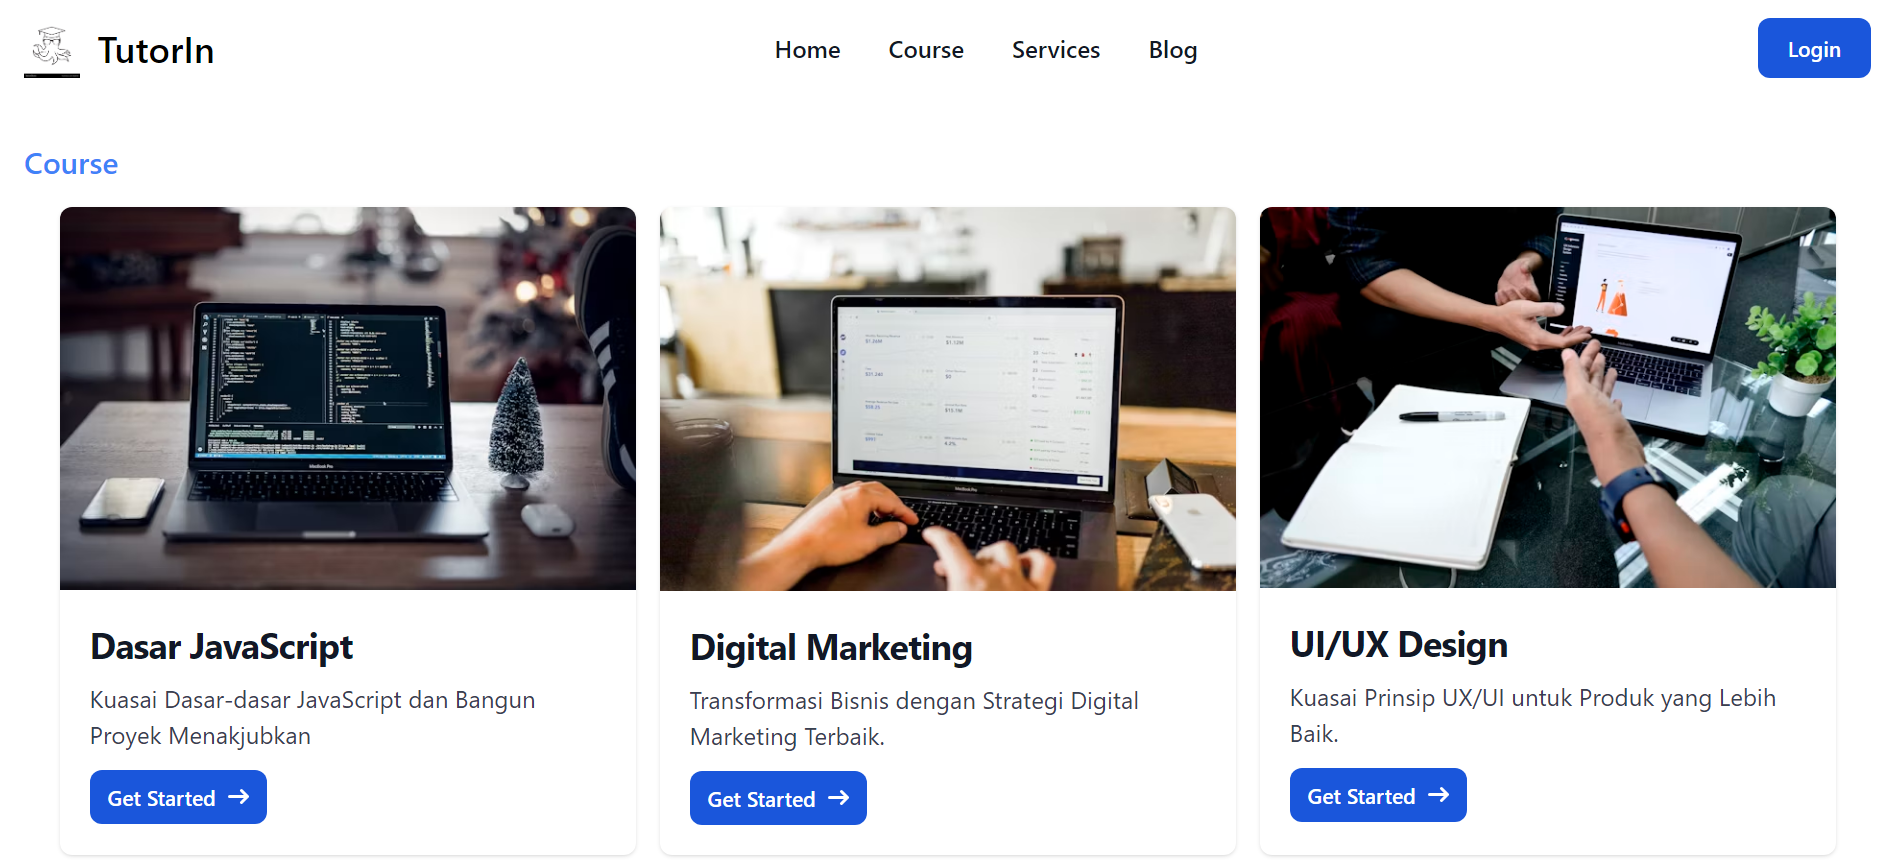 TutorIn
Home Course Services Blog
Login
Course
Dasar JavaScript
Kuasai Dasar-dasar JavaScript dan Bangun
Proyek Menakjubkan
Get Started
Digital Marketing
Transformasi Bisnis dengan Strategi Digital
Marketing Terbaik.
Get Started
UI/UX Design
Kuasai Prinsip UX/UI untuk Produk yang Lebih
Baik.
Get Started